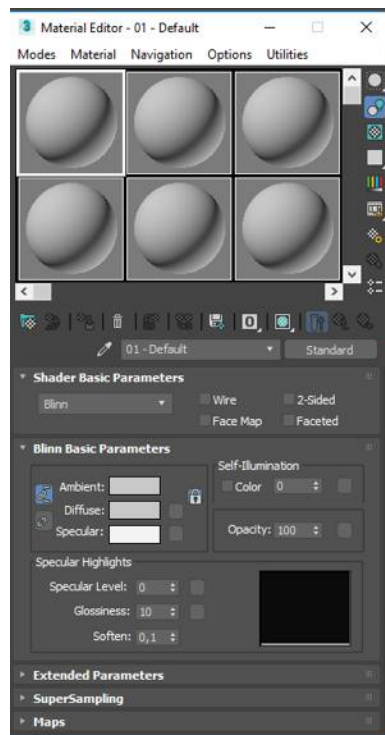 3 Material Editor - 01 - Default
Modes Material Navigation Options Utilities
0
01 - Default Standard
Shader Basic Parameters
Blinn Wire 2-Sided
Face Map Faceted
Blinn Basic Parameters
Self-Illumination
Ambient: Color 0
Diffuse:
Specular: Opacity: 100
Specular Highlights
Specular Level: 0
Glossiness: 10
Soften: 0,1
Extended Parameters
SuperSampling
Maps